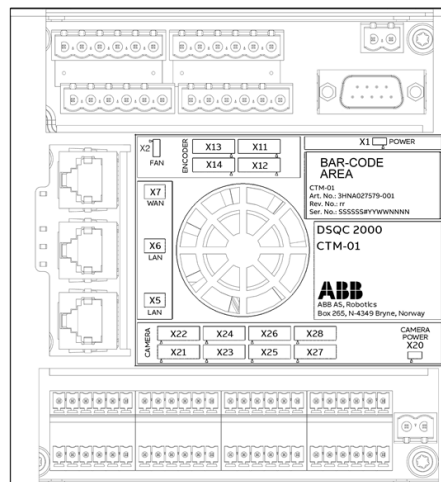 X1 POWER
X2 FAN
ENCODER
X13 X11
X14 X12
BAR-CODE
AREA
CTM-01
Art. No.: 3HNA027579-001
Rev. No.: rr
Ser. No.: SSSSSS#YYWWNNNN
X7
WAN
X6
LAN
X5
LAN
DSQC 2000
CTM-01
ABB
ABB AS, Robotics
Box 265, N-4349 Bryne, Norway
CAMERA
X22 X24 X26 X28
X21 X23 X25 X27
CAMERA
POWER
X20